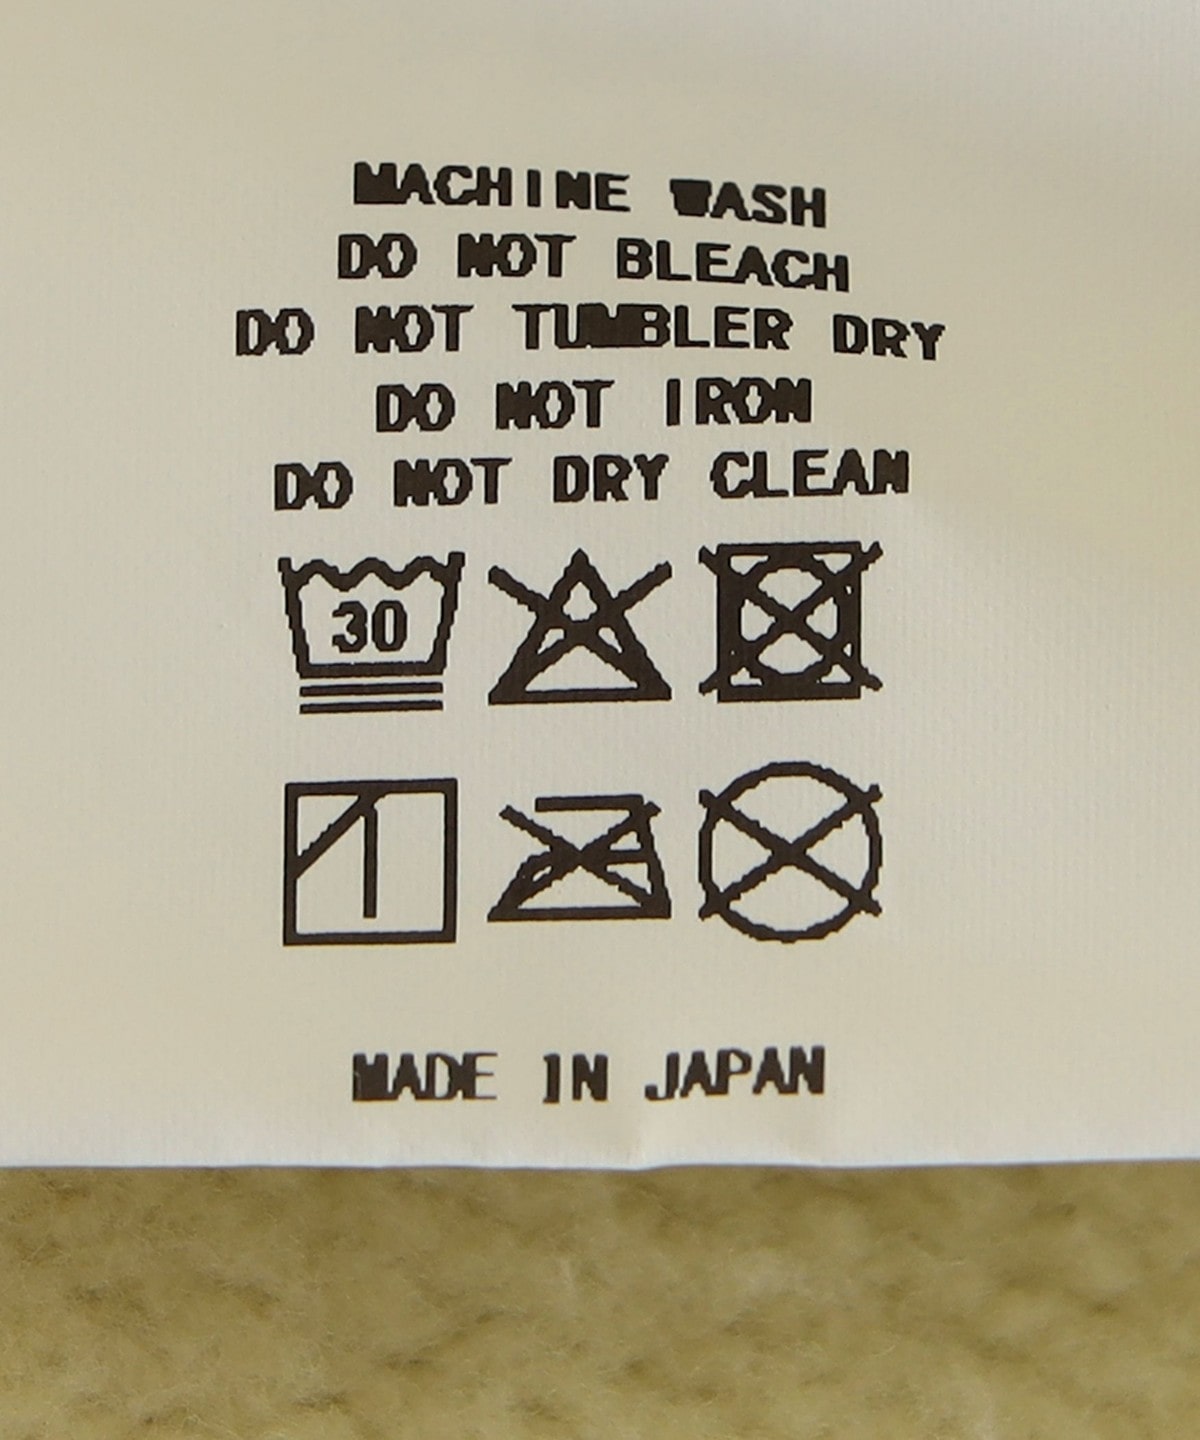 MACHINE WASH
DO NOT BLEACH
DO NOT TUMBLER DRY
DO NOT IRON
DO NOT DRY CLEAN
30
MADE IN JAPAN